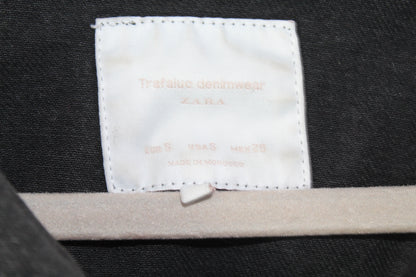 Trafaluc denimwear
ZARA
EUR S USA S MEX 26
MADE IN MOROCCO